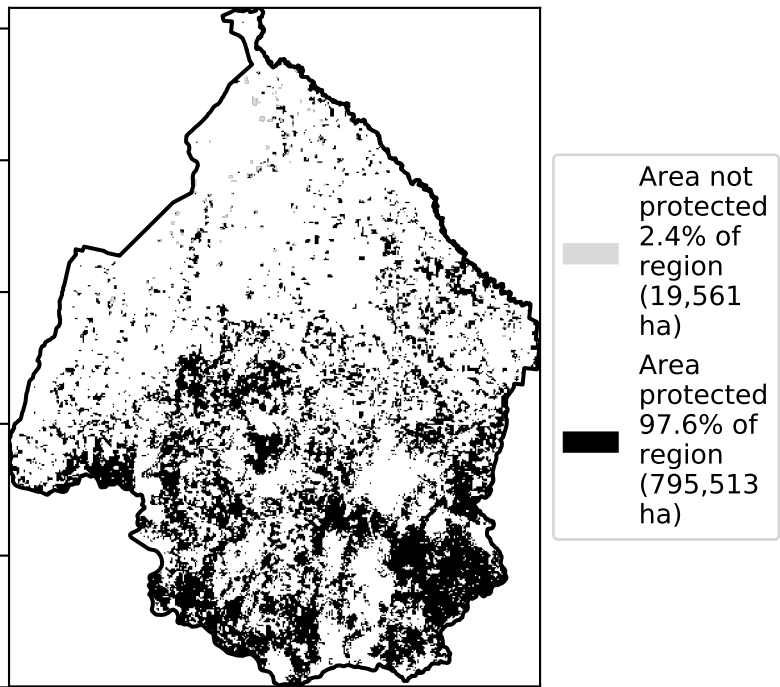 Area not
protected
2.4% of
region
(19,561
ha)
Area
protected
97.6% of
region
(795,513
ha)